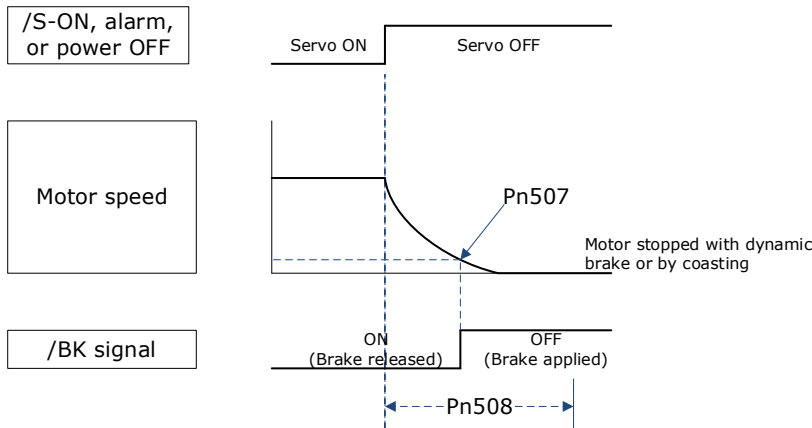 /S-ON, alarm,
or power OFF
Servo ON
Servo OFF
Motor speed
Pn507
Motor stopped with dynamic
brake or by coasting
/BK signal
ON
(Brake released)
OFF
(Brake applied)
Pn508